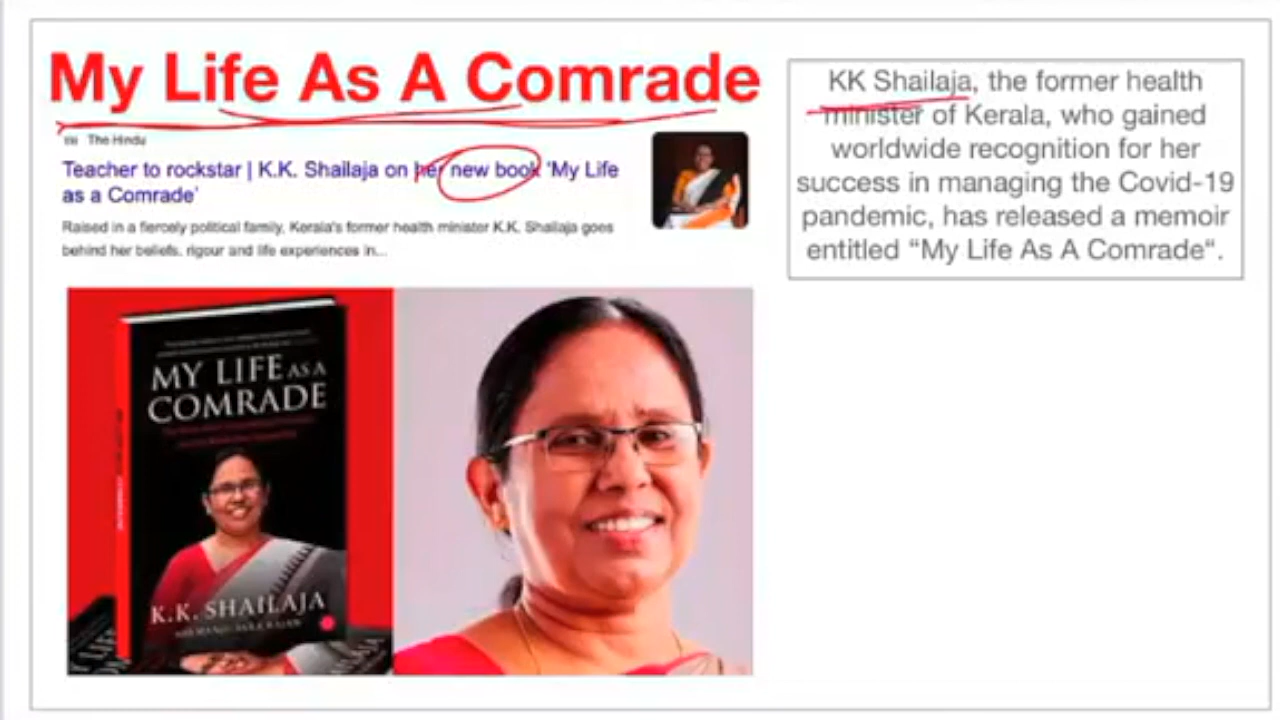 My Life As A Comrade
The Hindu
Teacher to rockstar | K.K. Shailaja on her new book 'My Life
as a Comrade'
Raised in a fiercely political family, Kerala's former health minister K.K. Shailaja goes
behind her beliefs, rigour and life experiences in...
KK Shailaja, the former health
minister of Kerala, who gained
worldwide recognition for her
success in managing the Covid-19
pandemic, has released a memoir
entitled “My Life As A Comrade“.
MY LIFE AS A
COMRADE
K.K. SHAILAJA